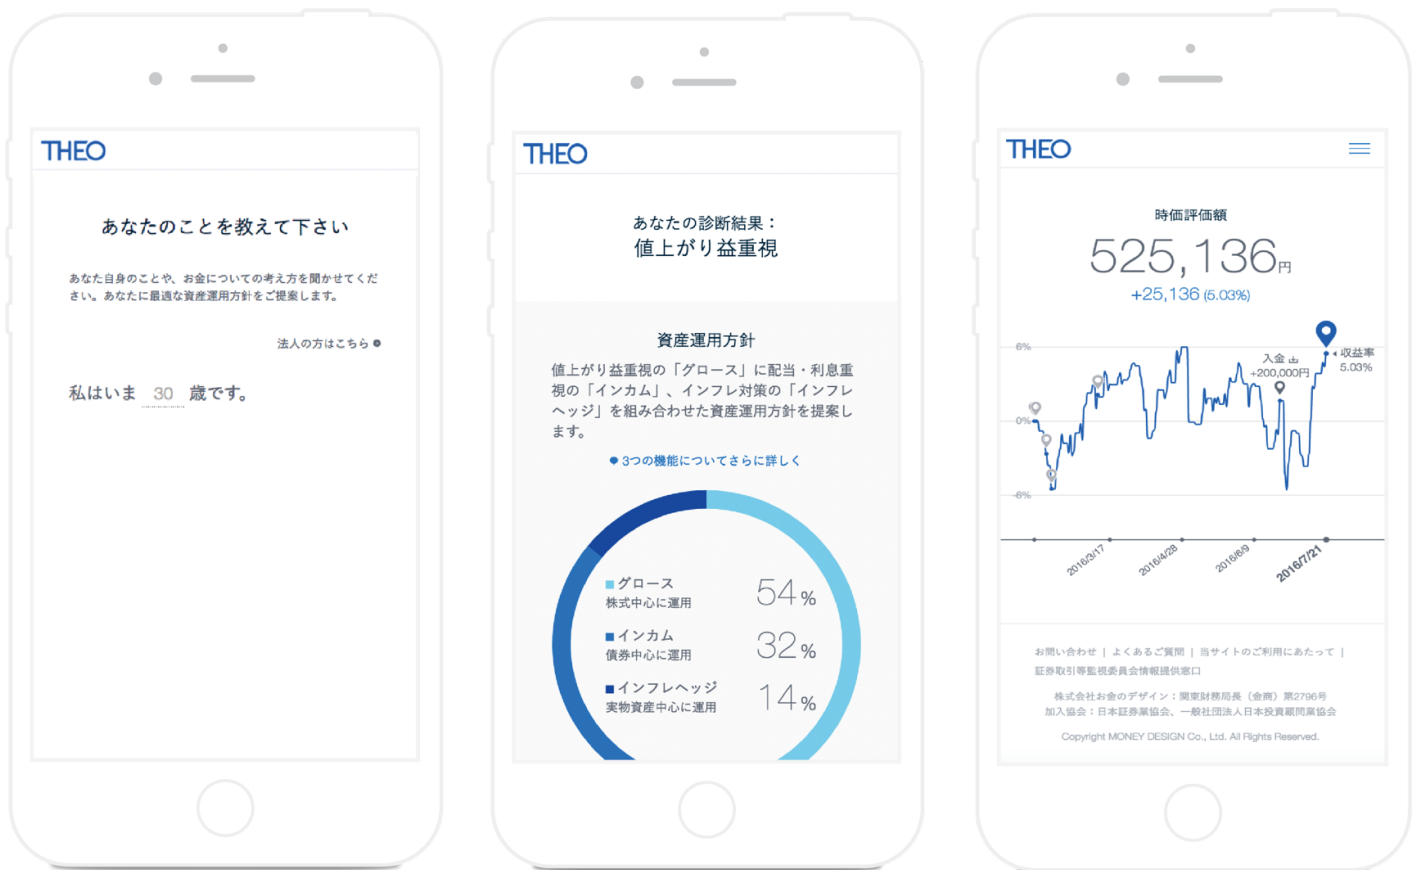 THEO
あなたのことを教えて下さい
あなた自身のことや、お金についての考え方を聞かせてくだ
さい。あなたに最適な資産運用方針をご提案します。
法人の方はこちら
私はいま 30 歳です。
THEO
あなたの診断結果：
値上がり益重視
資産運用方針
値上がり益重視の「グロース」に配当・利息重
視の「インカム」、インフレ対策の「インフレ
ヘッジ」を組み合わせた資産運用方針を提案し
ます。
3つの機能についてさらに詳しく
グロース
株式中心に運用
54%
インカム
債券中心に運用
32%
インフレヘッジ
実物資産中心に運用
14%
THEO
時価評価額
525,136円
+25,136 (5.03%)
6%
0%
-6%
入金
+200,000円
収益率
5.03%
2016/3/17
2016/4/28
2016/6/9
2016/7/21
お問い合わせ | よくあるご質問 | 当サイトのご利用にあたって |
証券取引等監視委員会情報提供窓口
株式会社お金のデザイン：関東財務局長（金商）第2796号
加入協会：日本証券業協会、一般社団法人日本投資顧問業協会
Copyright MONEY DESIGN Co., Ltd. All Rights Reserved.